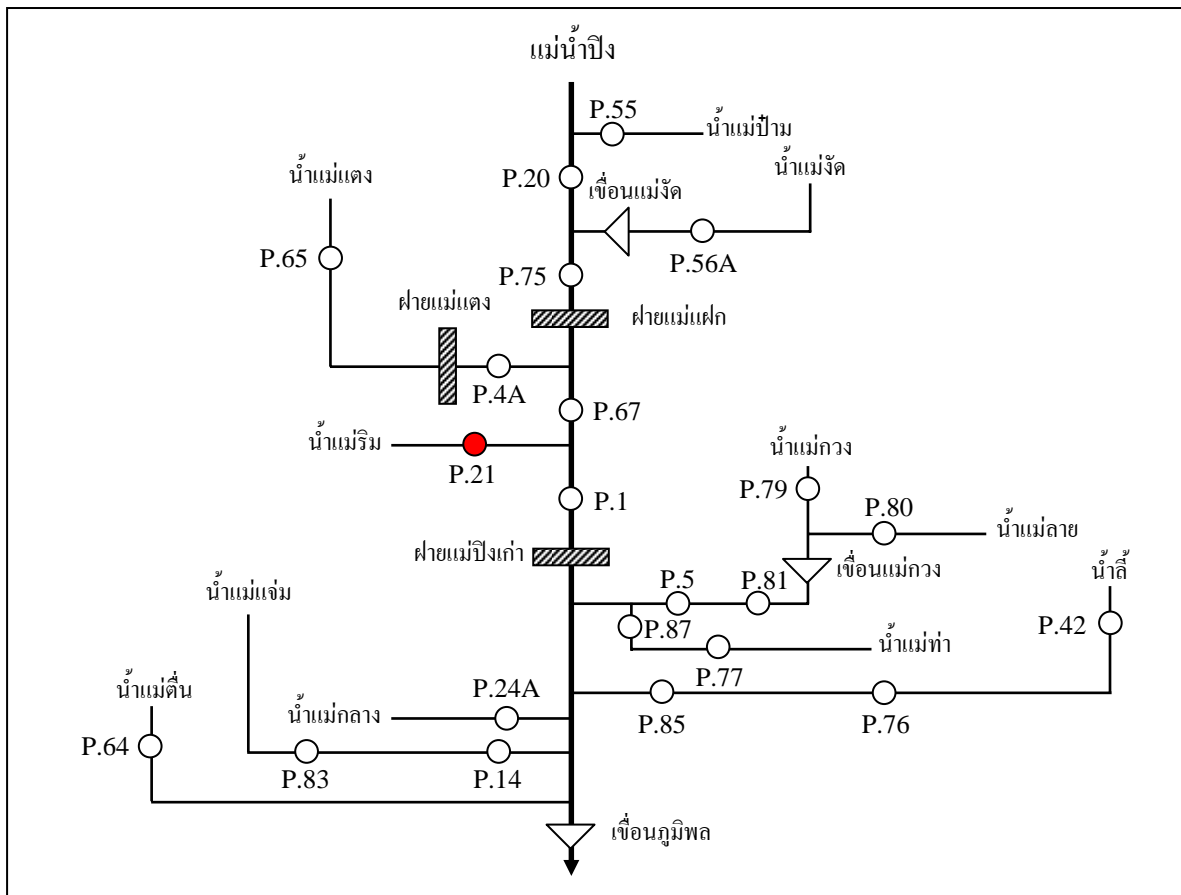 แม่น้ำปิง
P.55
น้ำแม่ป๋าม
น้ำแม่แตง
น้ำแม่งัด
P.20
เขื่อนแม่งัด
P.65
P.56A
P.75
ฝายแม่แตง
ฝายแม่แฝก
P.4A
P.67
น้ำแม่ริม
P.21
น้ำแม่กวง
P.79
P.1
P.80
น้ำแม่ลาย
ฝายแม่ปิงเก่า
เขื่อนแม่กวง
น้ำลี้
P.5
P.81
น้ำแม่แจ่ม
P.87
P.42
น้ำแม่ท่า
P.77
น้ำแม่ตื่น
P.24A
น้ำแม่กลาง
P.85
P.76
P.64
P.83
P.14
เขื่อนภูมิพล